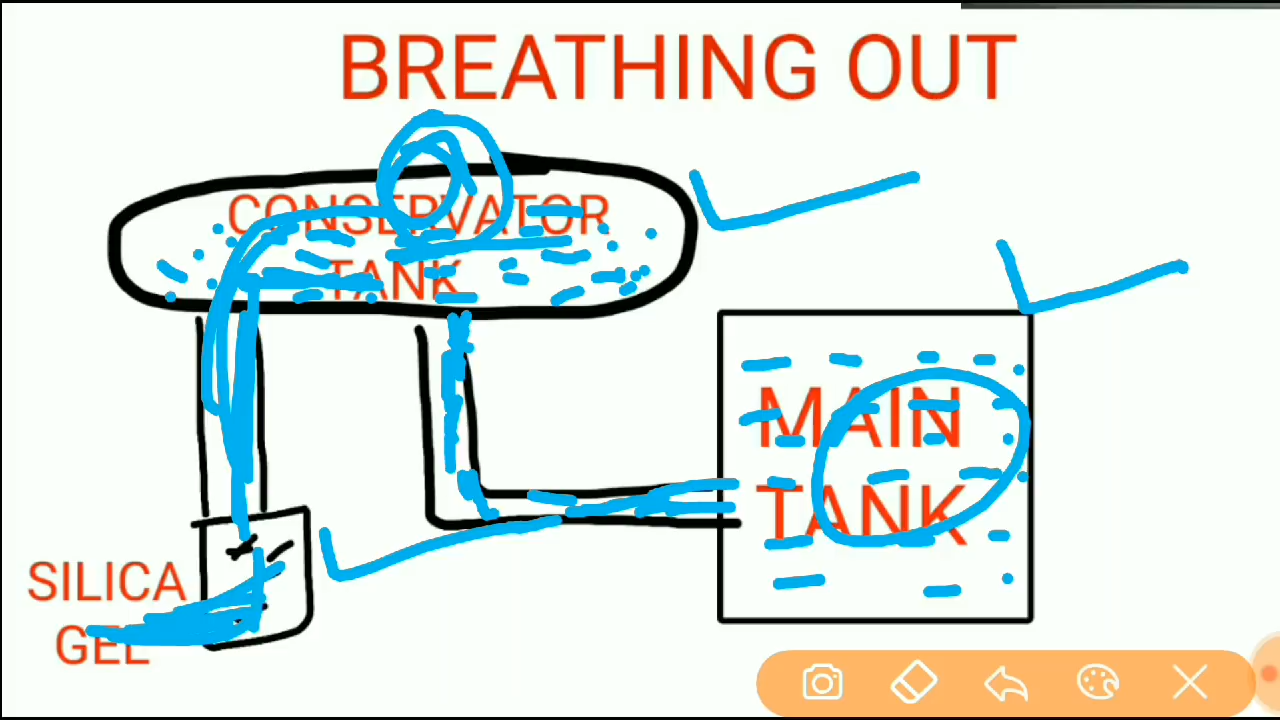 BREATHING OUT
CONSERVATOR
TANK
MAIN
TANK
SILICA
GEL